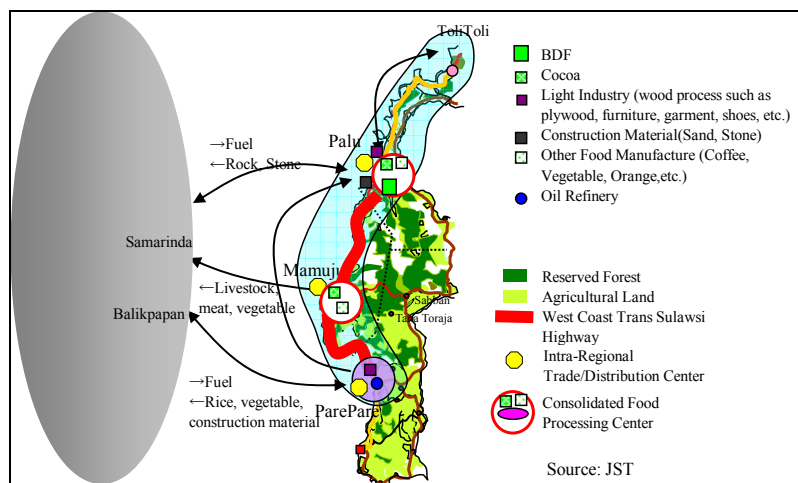 ToliToli
Palu
→Fuel
←Rock, Stone
Samarinda
Mamuju
←Livestock,
meat, vegetable
Balikpapan
Sabban
Tana Toraja
→Fuel
←Rice, vegetable,
construction material
ParePare
BDF
Cocoa
Light Industry (wood process such as
plywood, furniture, garment, shoes, etc.)
Construction Material(Sand, Stone)
Other Food Manufacture (Coffee,
Vegetable, Orange,etc.)
Oil Refinery
Reserved Forest
Agricultural Land
West Coast Trans Sulawsi
Highway
Intra-Regional
Trade/Distribution Center
Consolidated Food
Processing Center
Source: JST